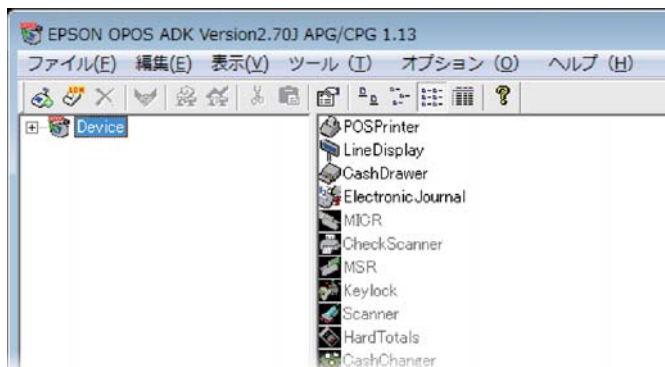 EPSON OPOS ADK Version2.70J APG/CPG 1.13
ファイル(F) 編集(E) 表示(V) ツール (T) オプション (O) ヘルプ (H)
Device
POSPrinter
LineDisplay
CashDrawer
ElectronicJournal
MICR
CheckScanner
MSR
Keylock
Scanner
HardTotals
CashChanger